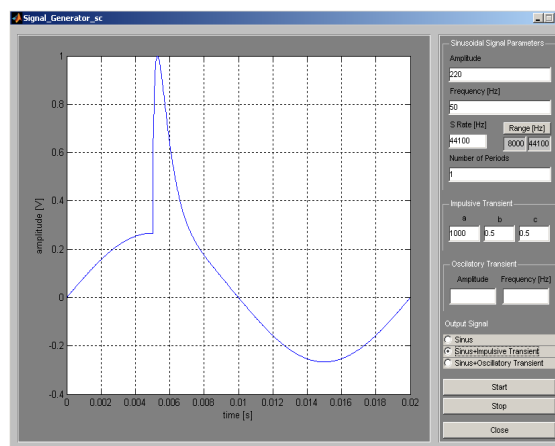 Signal_Generator_sc
1
0.8
0.6
0.4
0.2
0
-0.2
-0.4
amplitude [V]
0
0.002
0.004
0.006
0.008
0.01
0.012
0.014
0.016
0.018
0.02
time [s]
Sinusoidal Signal Parameters
Amplitude
220
Frequency [Hz]
50
S Rate [Hz]
Range [Hz]
44100
8000
44100
Number of Periods
1
Impulsive Transient
a b c
1000 0.5 0.5
Oscilatory Transient
Amplitude Frequency [Hz]
Output Signal
Sinus
Sinus+Impulsive Transient
Sinus+Oscillatory Transient
Start
Stop
Close